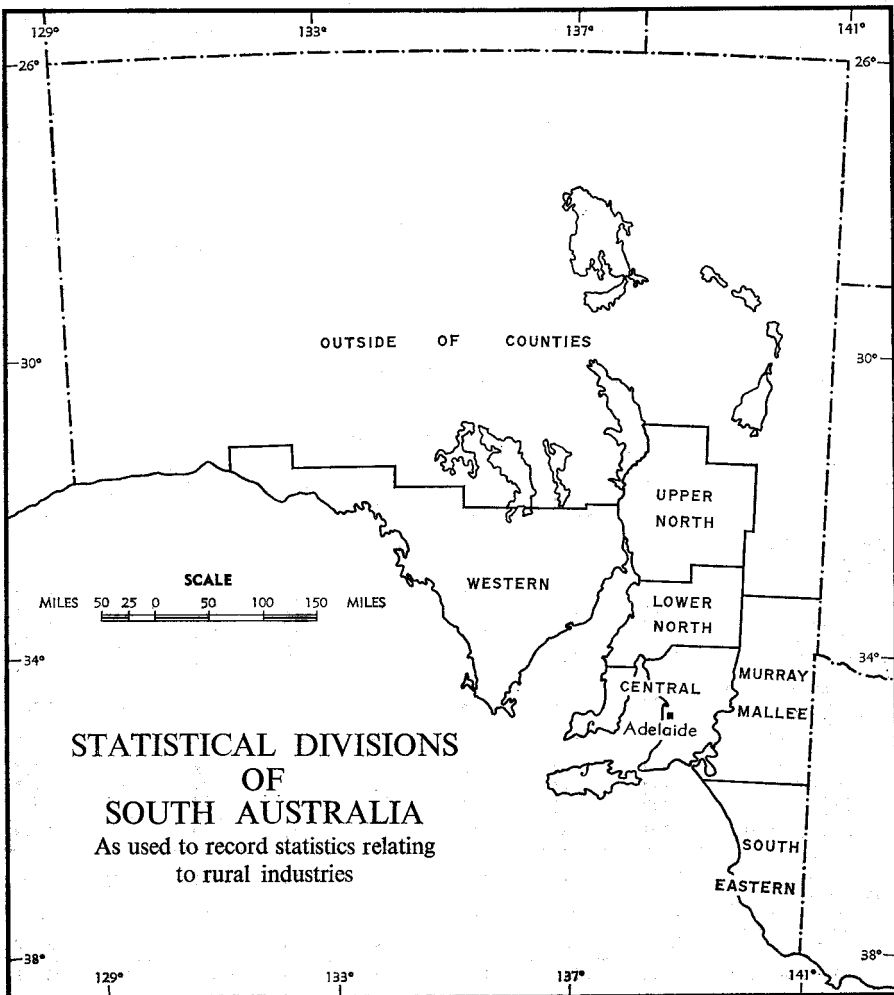 129° 133° 137° 141°
26° 26°
OUTSIDE OF COUNTIES
30° 30°
UPPER
NORTH
WESTERN
SCALE
MILES 50 25 0 50 100 150 MILES
LOWER
NORTH
34° 34°
MURRAY
MALLEE
CENTRAL
Adelaide
STATISTICAL DIVISIONS
OF
SOUTH AUSTRALIA
As used to record statistics relating
to rural industries
SOUTH
EASTERN
38° 38°
129° 133° 137° 141°